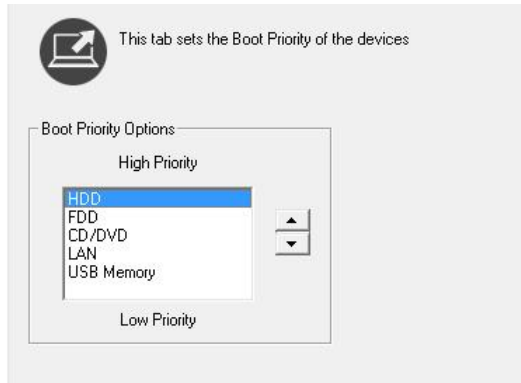 This tab sets the Boot Priority of the devices
Boot Priority Options
High Priority
HDD
FDD
CD/DVD
LAN
USB Memory
Low Priority